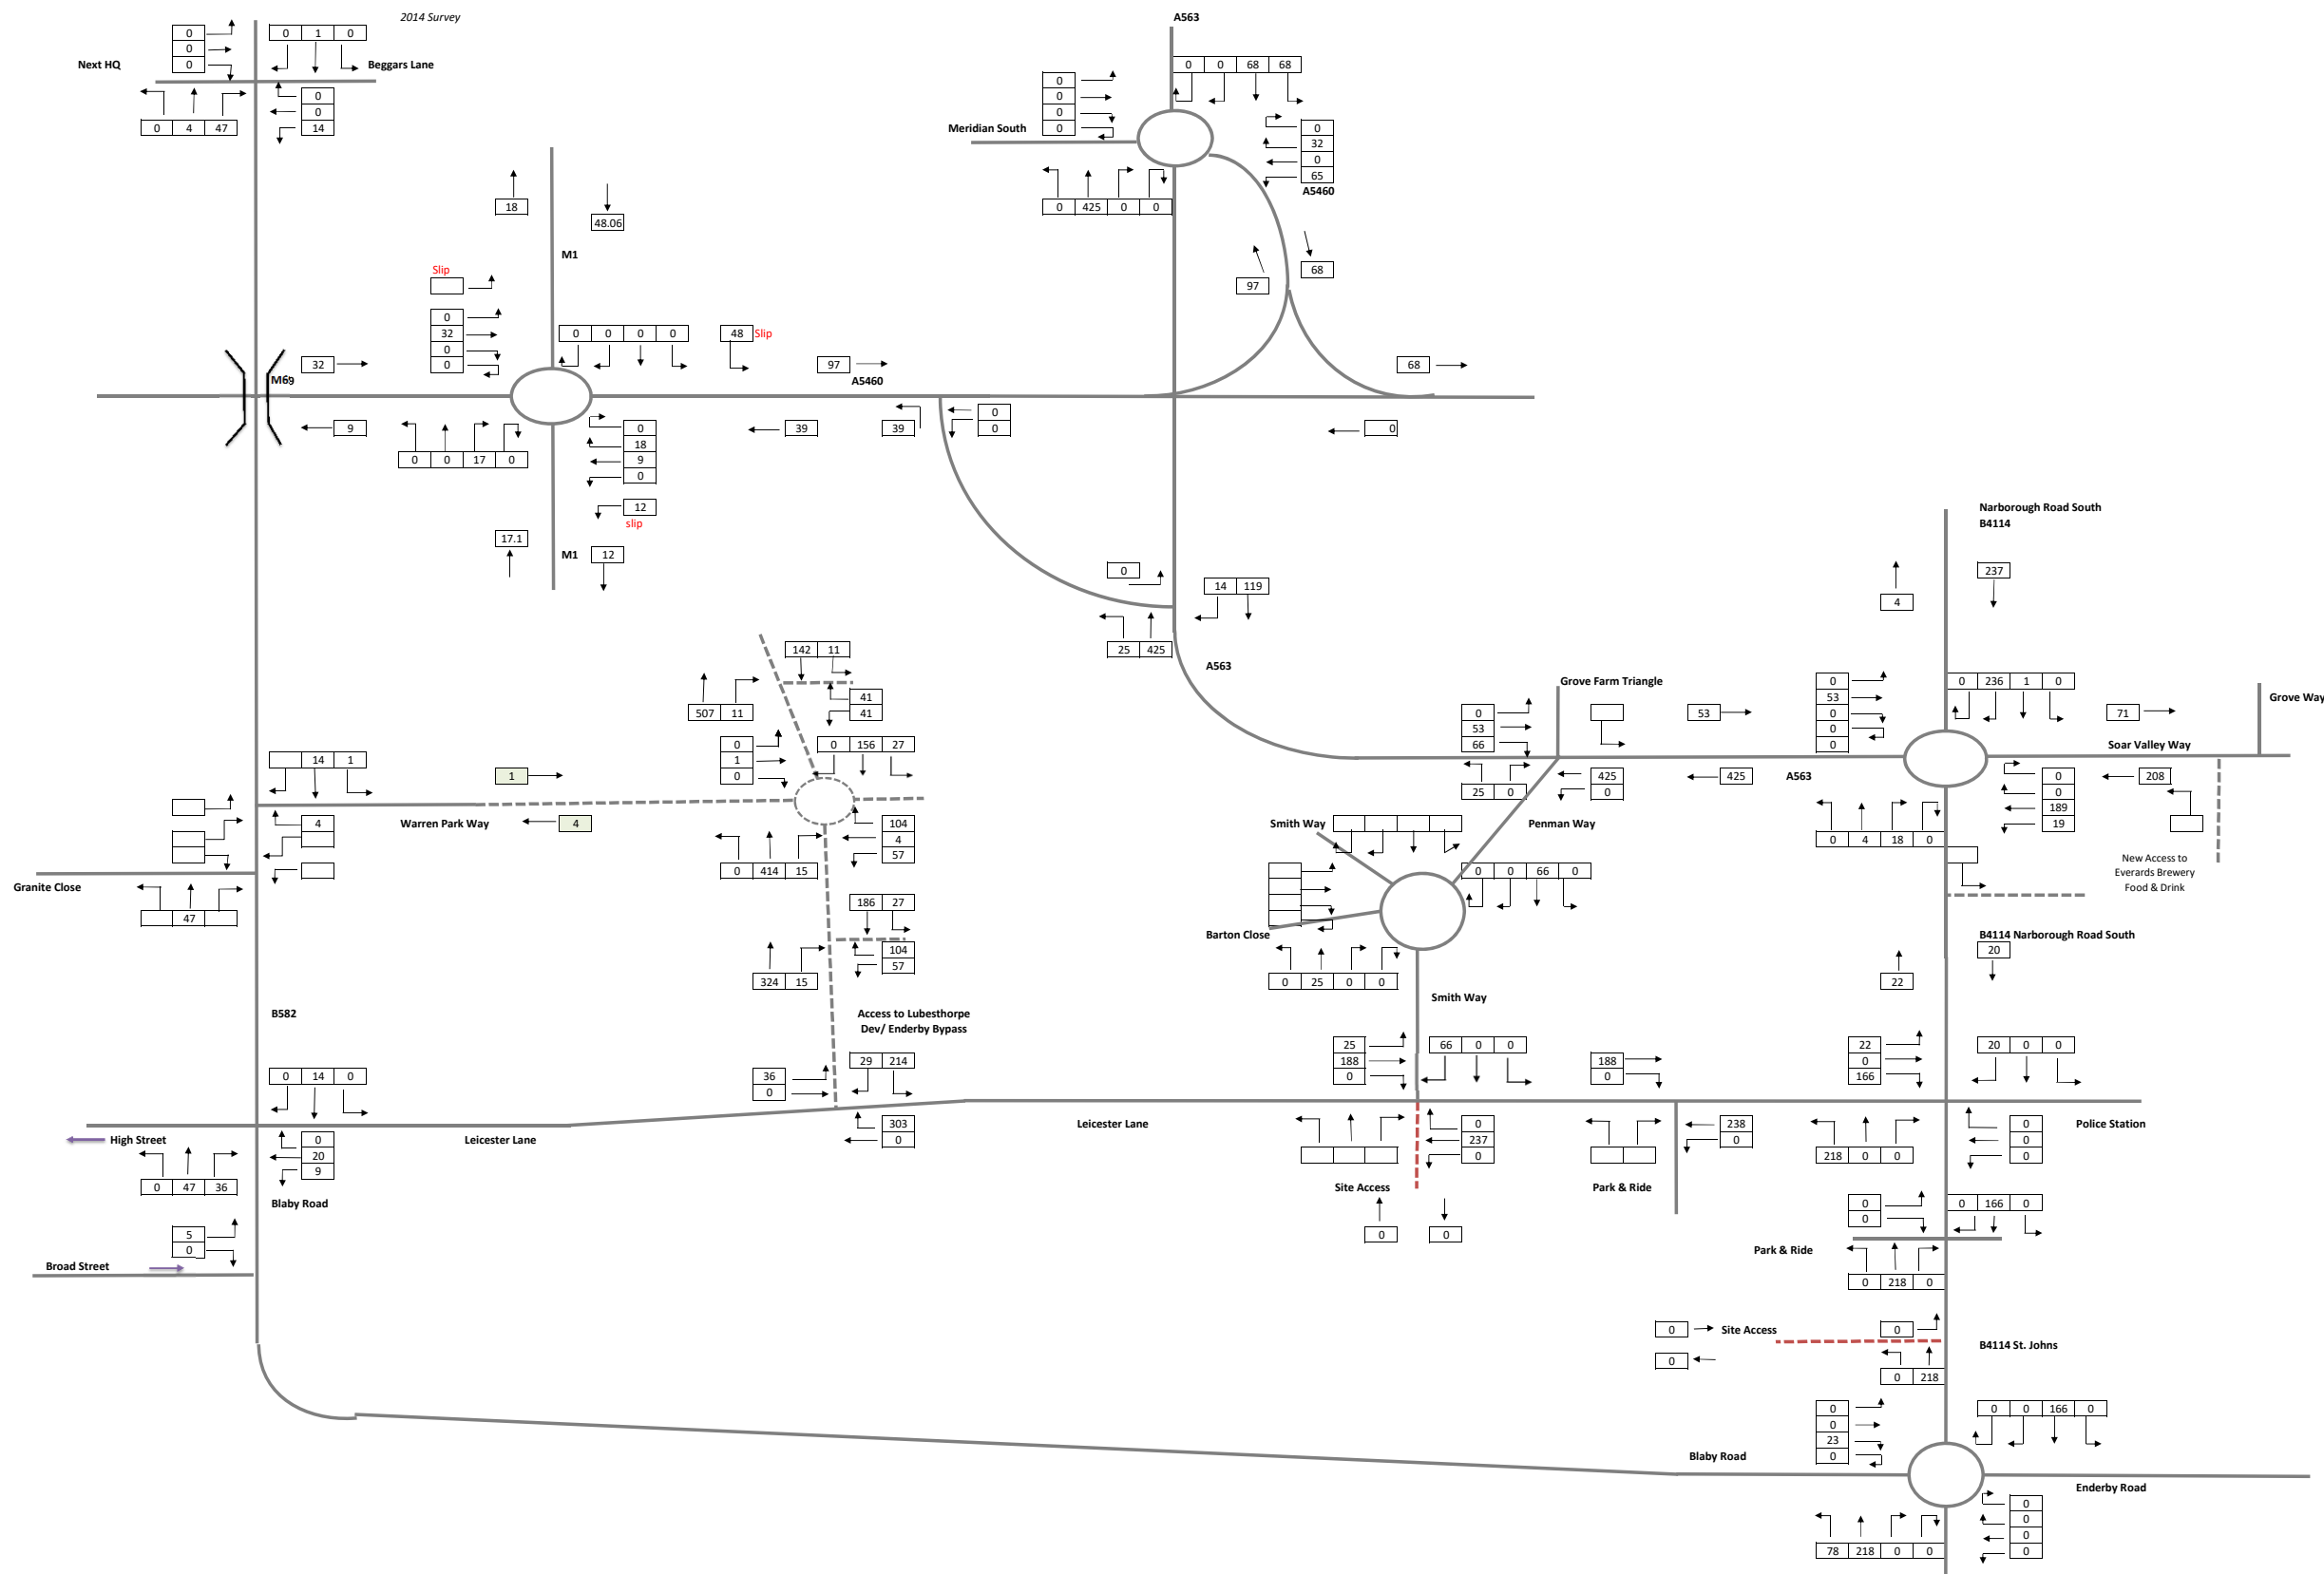 2014 Survey
A563
0
0
0
0 1 0
Next HQ
Beggars Lane
0
0
14
0 4 47
0 0 68 68
0
0
0
0
Meridian South
0
32
0
65
A5460
0 425 0 0
18
48.06
M1
Slip
97
68
0
32
0
0
0 0 0 0
48 Slip
32
M69
97
A5460
68
9
0 0 17 0
0
18
9
0
39
39
0
0
0
12
slip
17.1
M1
12
Narborough Road South
B4114
237
4
0
14 119
25 425
A563
142 11
41
41
507 11
0
1
0
0 156 27
Grove Farm Triangle
0
53
66
53
0
53
0
0
0
0 236 1 0
71
Grove Way
Soar Valley Way
14 1
1
25 0
425
0
425
A563
0
0
189
19
208
4
Warren Park Way
4
104
4
57
0 414 15
Smith Way
Penman Way
0 4 18 0
New Access to
Everards Brewery
Food & Drink
Granite Close
47
0 0 66 0
186 27
Barton Close
104
57
324 15
0 25 0 0
B4114 Narborough Road South
20
22
Smith Way
B582
Access to Lubesthorpe
Dev/ Enderby Bypass
0 14 0
36
0
29 214
25
188
0
66 0 0
188
0
22
0
166
20 0 0
High Street
Leicester Lane
303
0
Leicester Lane
0
237
0
238
0
218 0 0
0
0
0
Police Station
0
20
9
0 47 36
Blaby Road
Site Access
Park & Ride
0
0
5
0
Broad Street
0
0
0 166 0
Park & Ride
0 218 0
0
Site Access
0
B4114 St. Johns
0
0 218
0
0
23
0
0 0 166 0
Blaby Road
Enderby Road
0
0
0
0
78 218 0 0